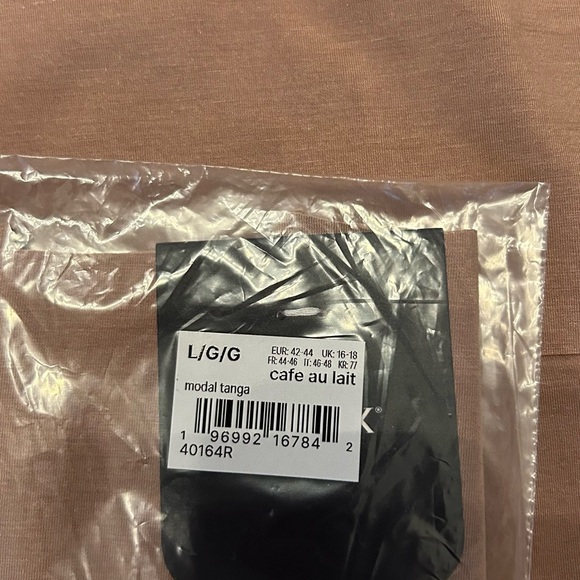 L/G/G
EUR: 42-44 UK: 16-18
FR: 44-46 IT: 46-48 KR: 77
cafe au lait
modal tanga
X®
1 96992 16784 2
40164R